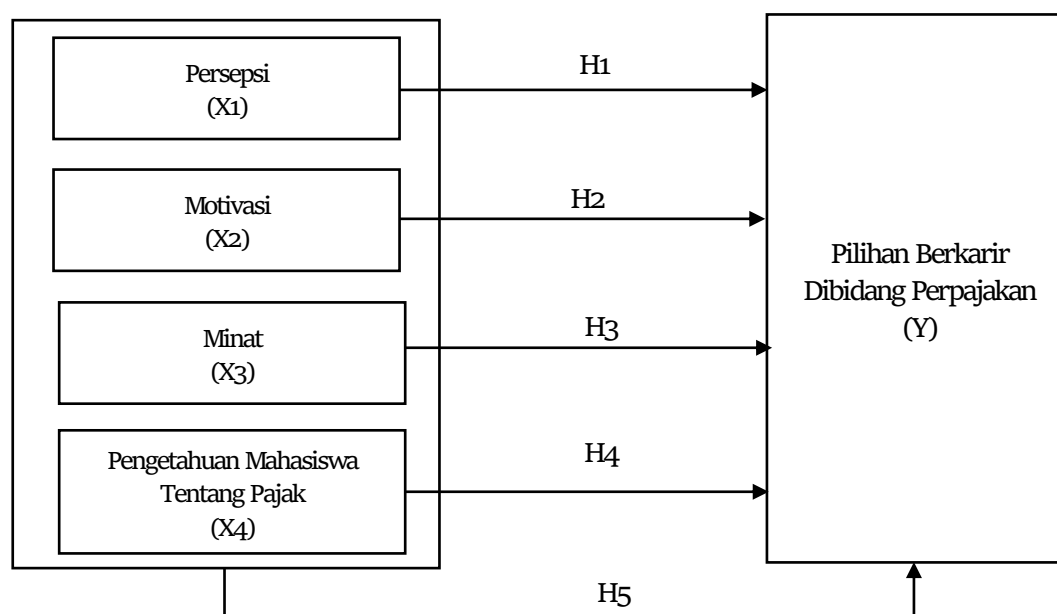 Persepsi
(X1)
H1
Motivasi
(X2)
H2
Minat
(X3)
H3
Pengetahuan Mahasiswa
Tentang Pajak
(X4)
H4
Pilihan Berkarir
Dibidang Perpajakan
(Y)
H5